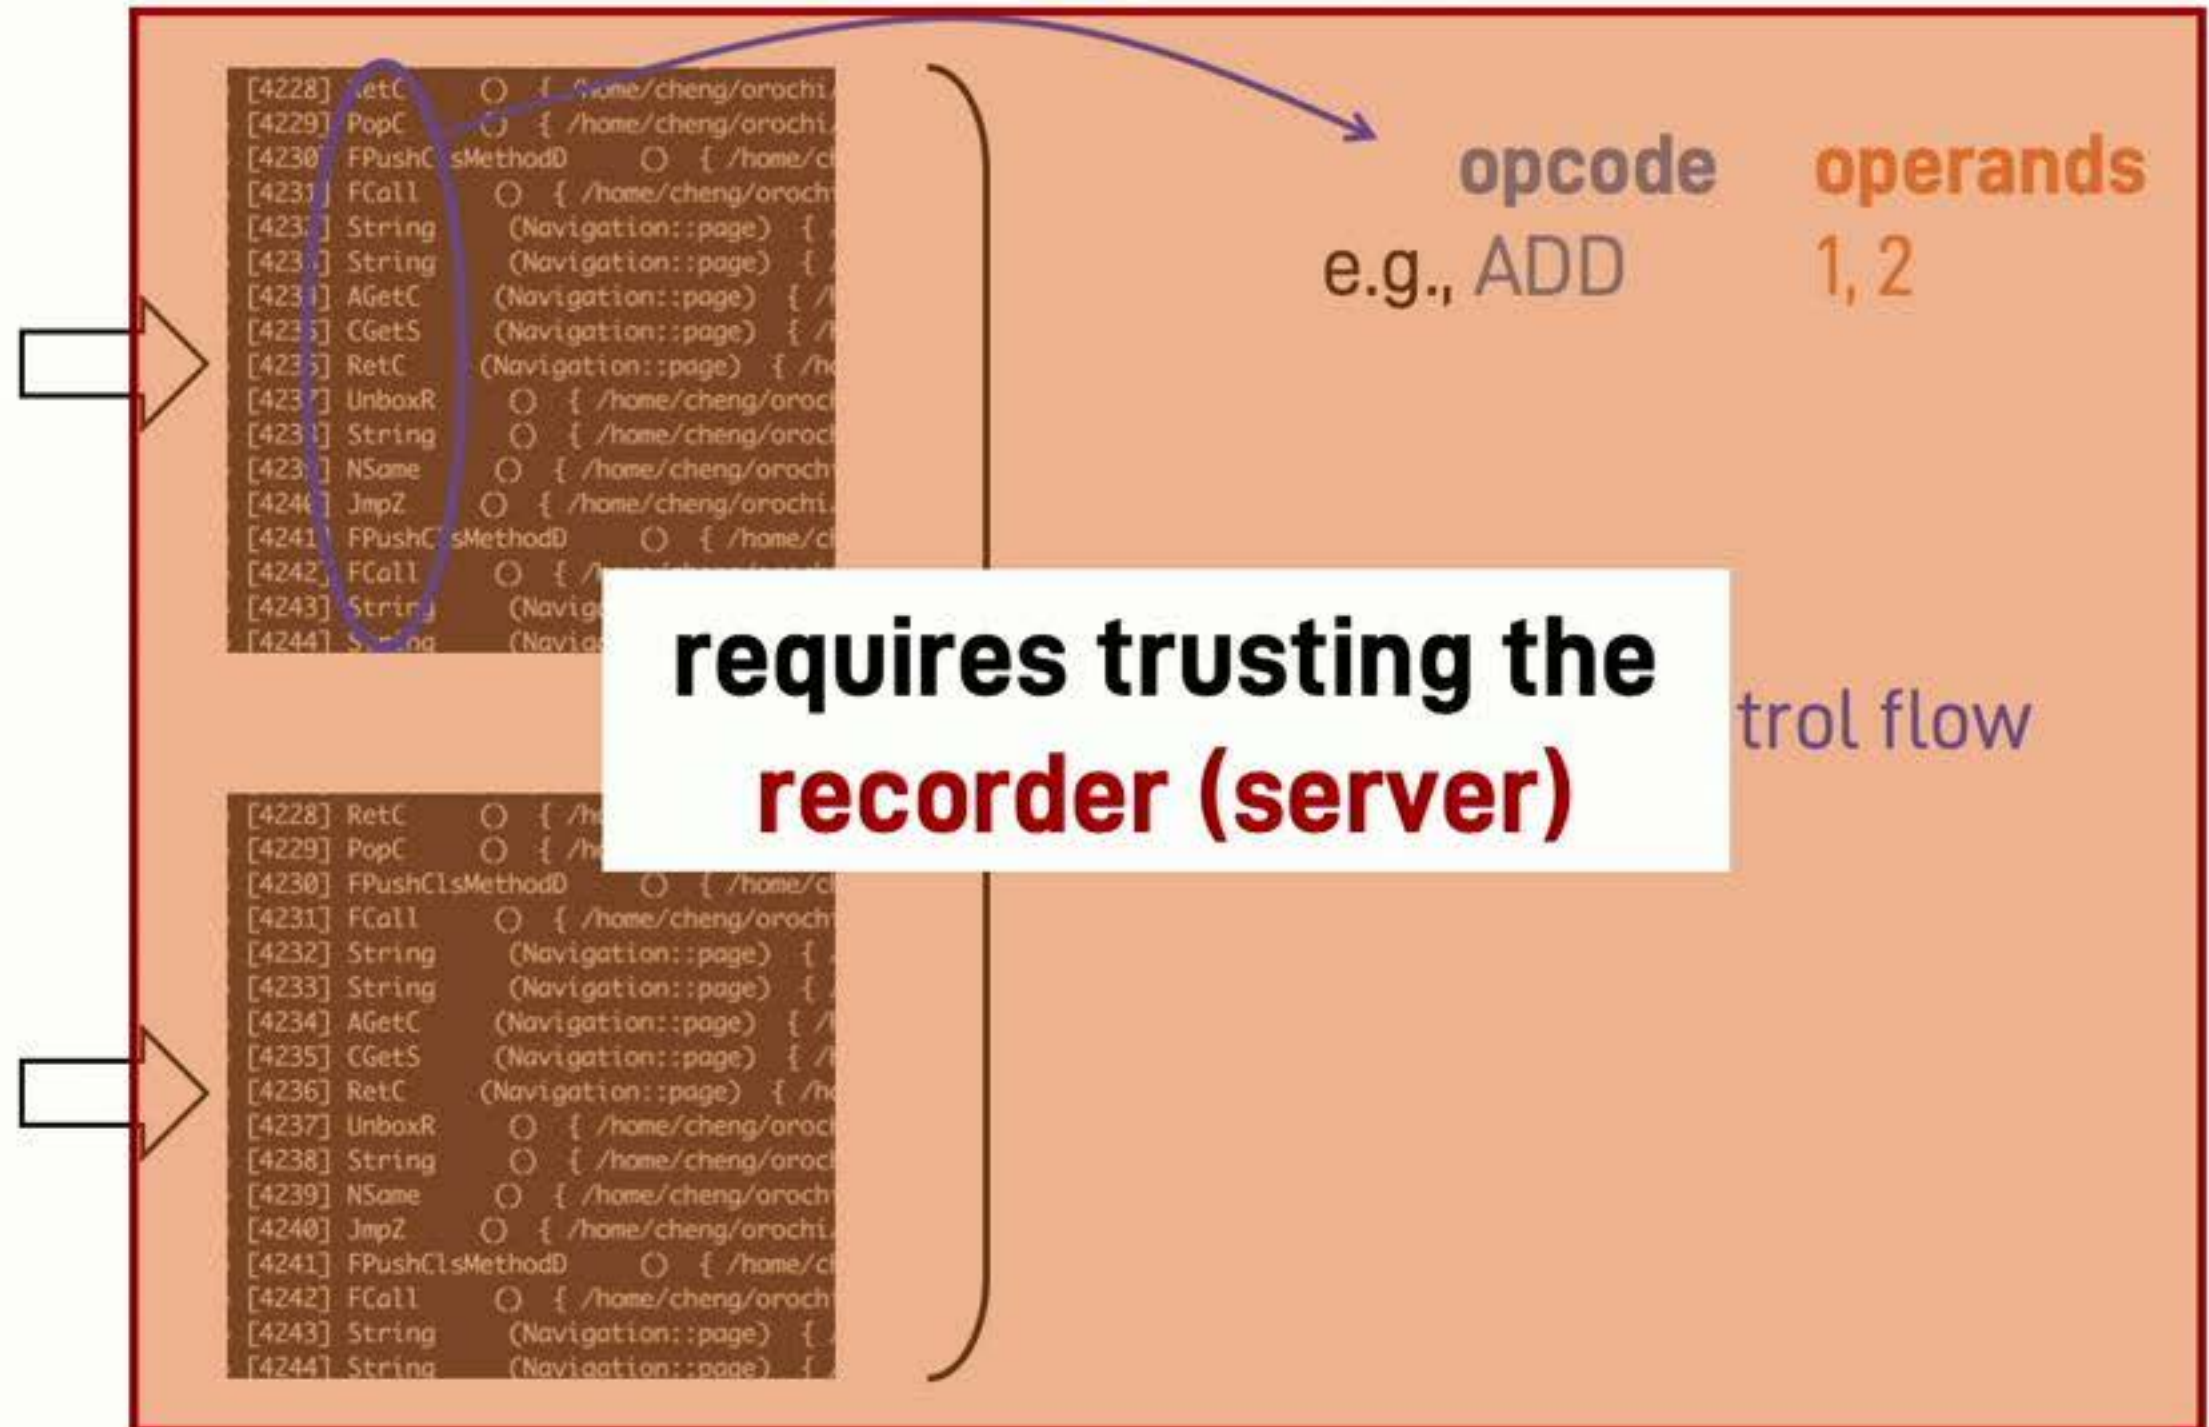 [4228] RetC () { /home/cheng/orochi
[4229] PopC () { /home/cheng/orochi.
[4230] FPushClsMethodD () { /home/c
[4231] FCall () { /home/cheng/oroch
[4232] String (Navigation::page) {
[4233] String (Navigation::page) {
[4234] AGetC (Navigation::page) { /
[4235] CGetS (Navigation::page) { /
[4236] RetC (Navigation::page) { /h
[4237] UnboxR () { /home/cheng/oroc
[4238] String () { /home/cheng/oroc
[4239] NSame () { /home/cheng/oroch
[4240] JmpZ () { /home/cheng/orochi.
[4241] FPushClsMethodD () { /home/c
[4242] FCall () { /
[4243] String (Navig
[4244] String (Navig
opcode operands
e.g., ADD 1, 2
requires trusting the
recorder (server)
trol flow
[4228] RetC () { /h
[4229] PopC () { /h
[4230] FPushClsMethodD () { /home/c
[4231] FCall () { /home/cheng/oroch
[4232] String (Navigation::page) {
[4233] String (Navigation::page) {
[4234] AGetC (Navigation::page) { /
[4235] CGetS (Navigation::page) { /
[4236] RetC (Navigation::page) { /h
[4237] UnboxR () { /home/cheng/oroc
[4238] String () { /home/cheng/oroc
[4239] NSame () { /home/cheng/oroch
[4240] JmpZ () { /home/cheng/orochi.
[4241] FPushClsMethodD () { /home/c
[4242] FCall () { /home/cheng/oroch
[4243] String (Navigation::page) {
[4244] String (Navigation::page) {